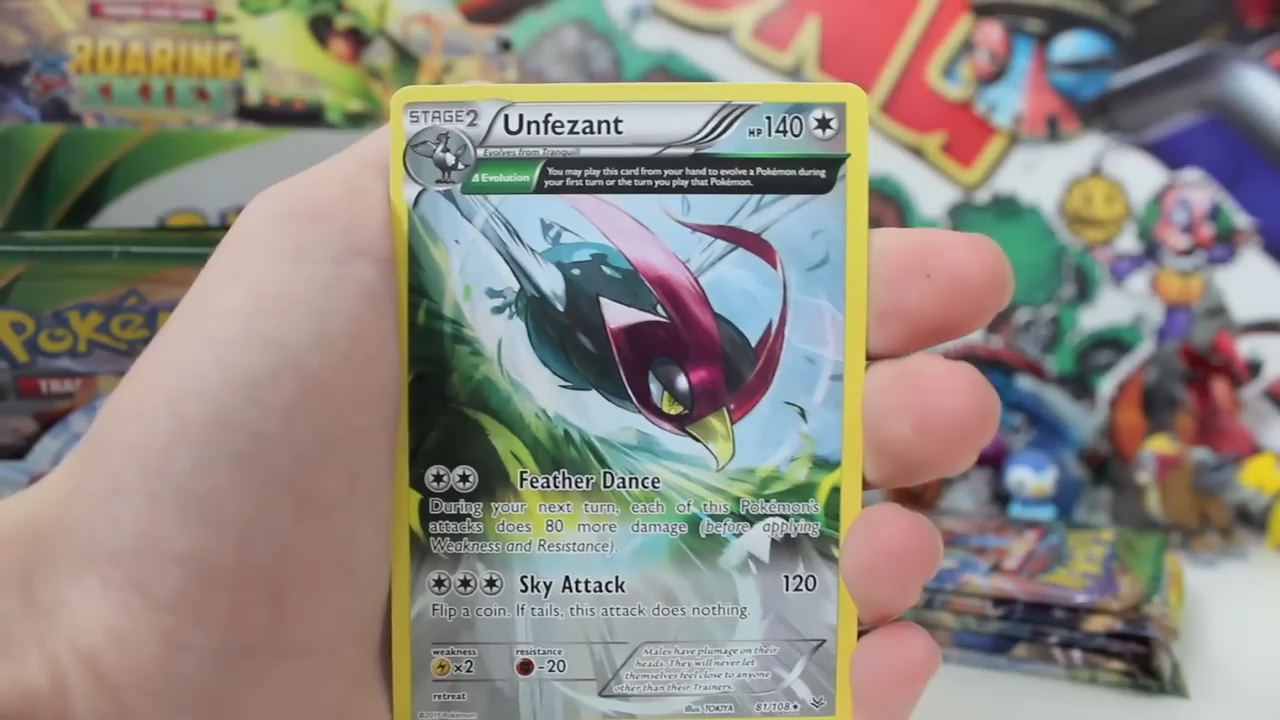 ROARING
STAGE2
Unfezant
HP140
Evolves from Tranquill
Δ Evolution
You may play this card from your hand to evolve a Pokémon during
your first turn or the turn you play that Pokémon.
Poké
TRA
Feather Dance
During your next turn, each of this Pokémon's
attacks does 80 more damage (before applying
Weakness and Resistance).
Sky Attack 120
Flip a coin. If tails, this attack does nothing.
weakness resistance
×2 -20
retreat
Males have plumage on their
heads. They will never let
themselves feel close to anyone
other than their Trainers.
Illus. TOKIYA 81/108★
©2015 Pokémon